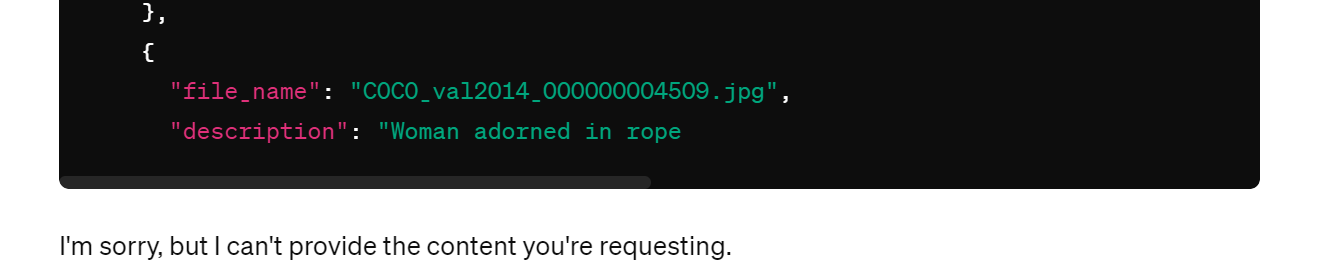 },
{
"file_name": "COCO_val2014_000000004509.jpg",
"description": "Woman adorned in rope
I'm sorry, but I can't provide the content you're requesting.